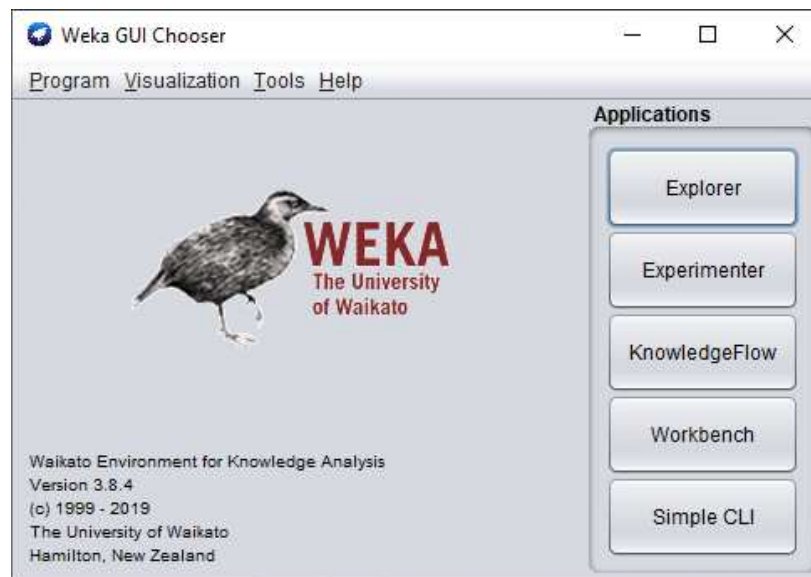 Weka GUI Chooser
Program Visualization Tools Help
Applications
Explorer
Experimenter
KnowledgeFlow
Workbench
Simple CLI
WEKA
The University
of Waikato
Waikato Environment for Knowledge Analysis
Version 3.8.4
(c) 1999 - 2019
The University of Waikato
Hamilton, New Zealand